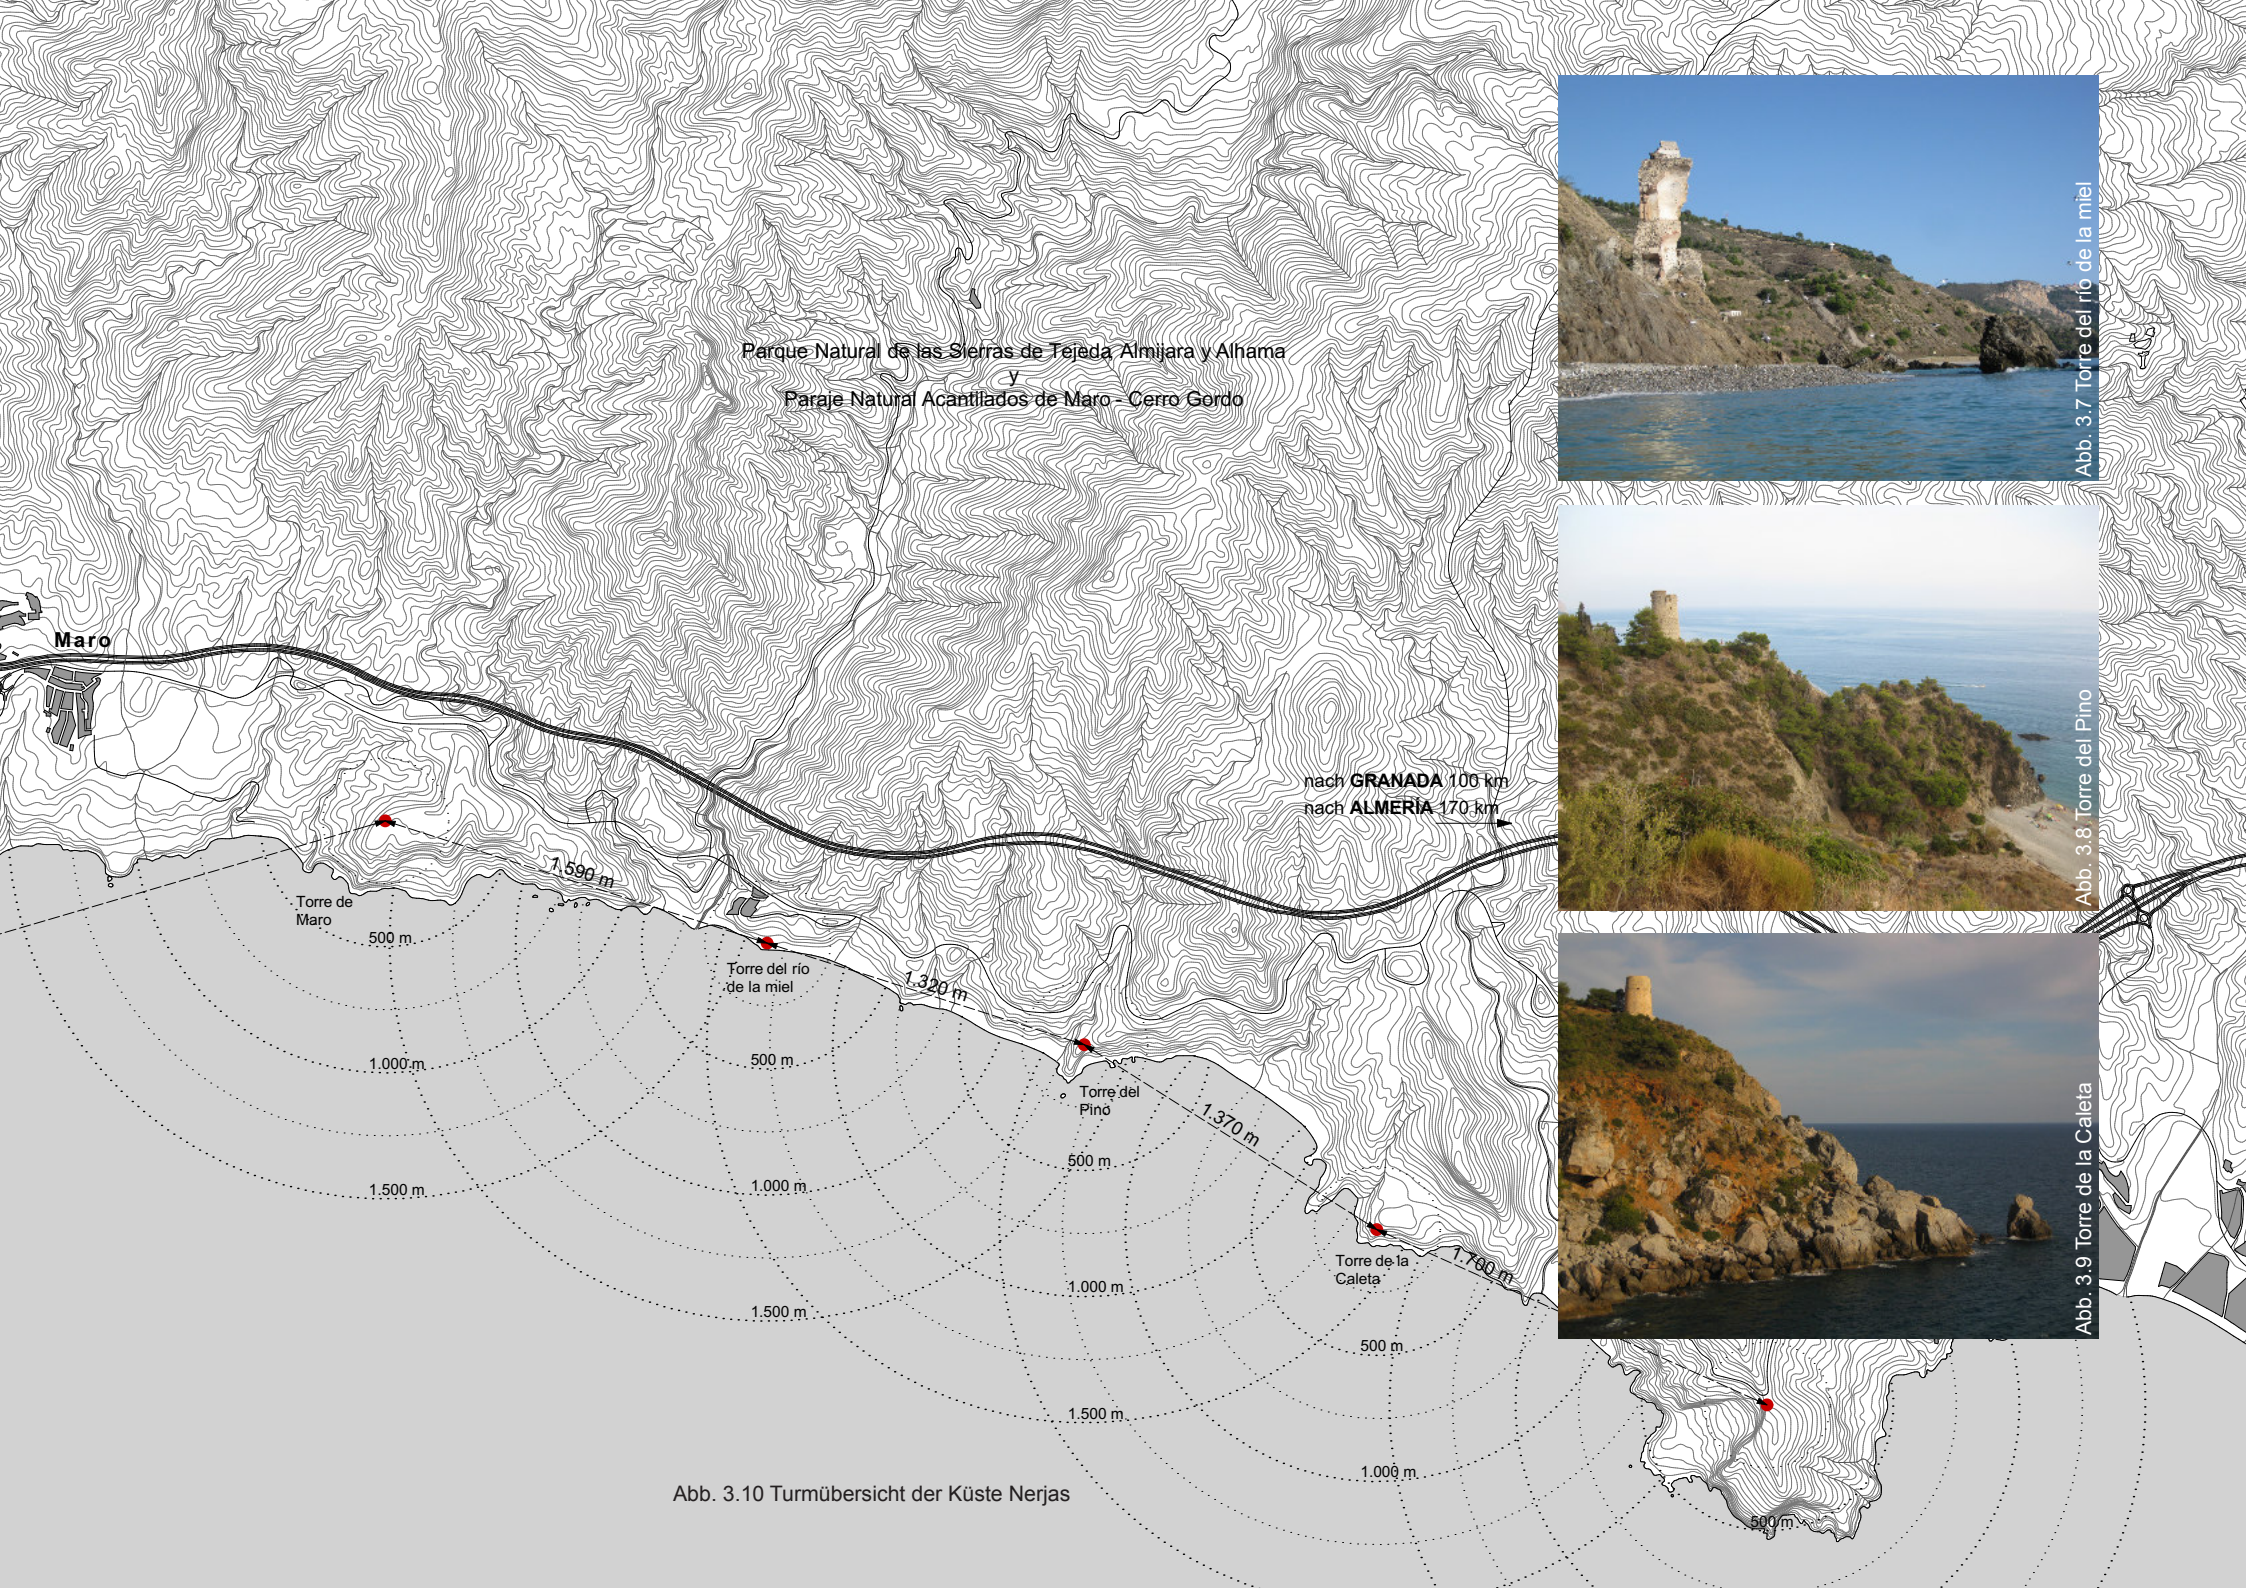 Parque Natural de las Sierras de Tejeda, Almijara y Alhama
y
Paraje Natural Acantilados de Maro - Cerro Gordo
Maro
nach GRANADA 100 km
nach ALMERÍA 170 km
Torre de
Maro
1.590 m
500 m
1.000 m
1.500 m
Torre del río
de la miel
1.320 m
500 m
1.000 m
1.500 m
Torre del
Pino
1.370 m
500 m
1.000 m
1.500 m
Torre de la
Caleta
1.700 m
500 m
1.000 m
500 m
Abb. 3.7 Torre del río de la miel
Abb. 3.8 Torre del Pino
Abb. 3.9 Torre de la Caleta
Abb. 3.10 Turmübersicht der Küste Nerjas